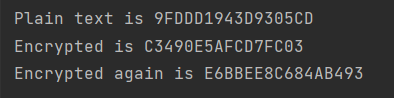 Plain text is 9FDDD1943D9305CD
Encrypted is C3490E5AFCD7FC03
Encrypted again is E6BBEE8C684AB493